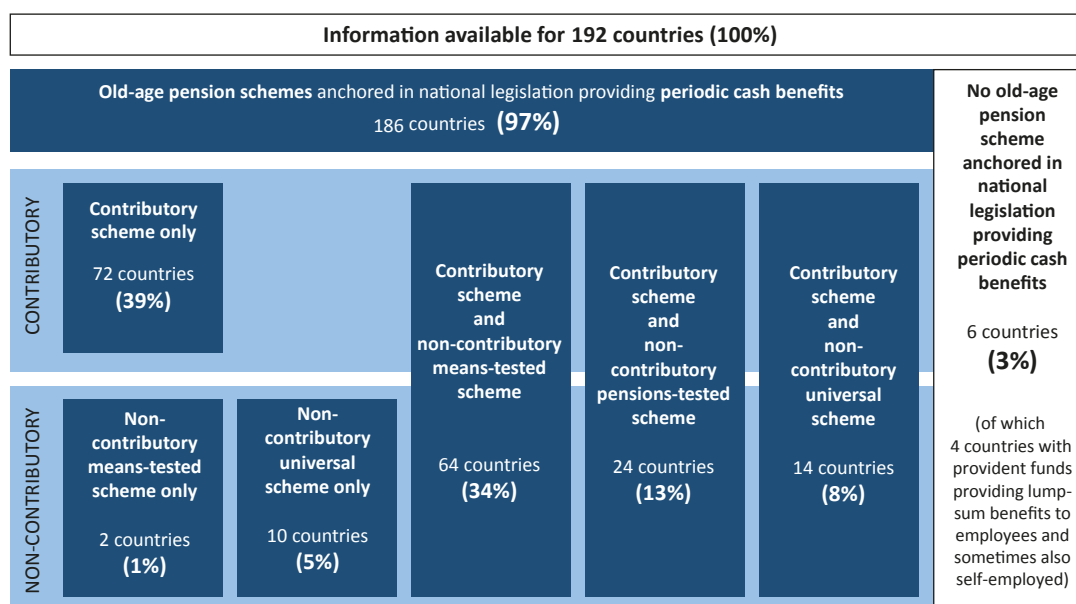 Information available for 192 countries (100%)
Old-age pension schemes anchored in national legislation providing periodic cash benefits
186 countries (97%)
No old-age
pension
scheme
anchored in
national
legislation
providing
periodic cash
benefits
6 countries
(3%)
(of which
4 countries with
provident funds
providing lump-
sum benefits to
employees and
sometimes also
self-employed)
CONTRIBUTORY
Contributory
scheme only
72 countries
(39%)
Contributory
scheme
and
non-contributory
means-tested
scheme
64 countries
(34%)
Contributory
scheme
and
non-
contributory
pensions-tested
scheme
24 countries
(13%)
Contributory
scheme
and
non-
contributory
universal
scheme
14 countries
(8%)
NON-CONTRIBUTORY
Non-
contributory
means-tested
scheme only
2 countries
(1%)
Non-
contributory
universal
scheme only
10 countries
(5%)